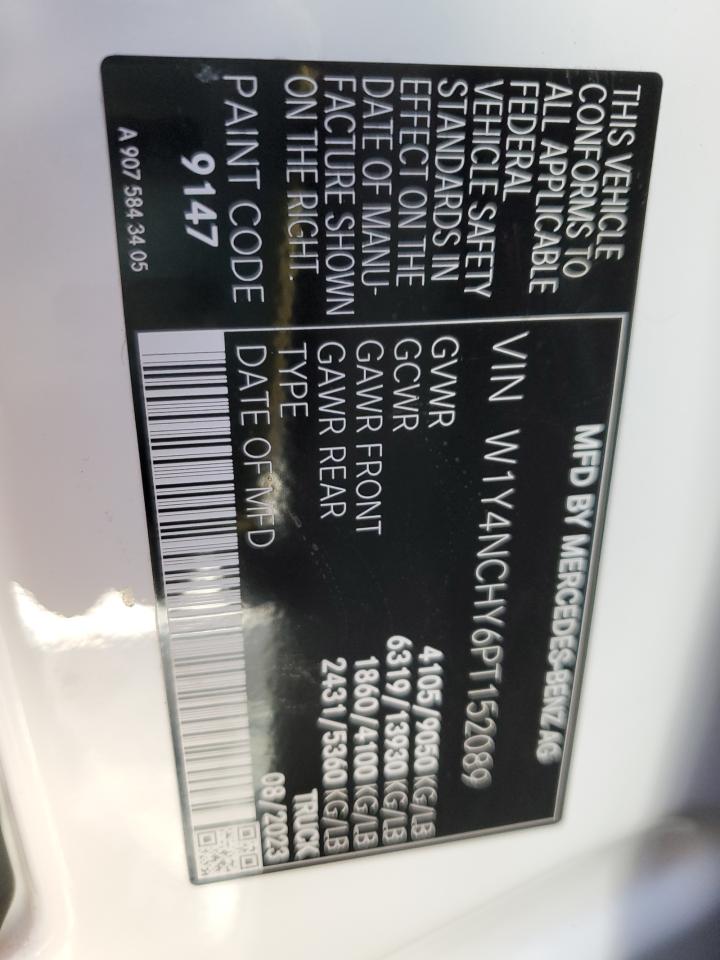 THIS VEHICLE
CONFORMS TO
ALL APPLICABLE
FEDERAL
VEHICLE SAFETY
STANDARDS IN
EFFECT ON THE
DATE OF MANU-
FACTURE SHOWN
ON THE RIGHT.
PAINT CODE
9147
A 907 584 34 05
MFD BY MERCEDES-BENZ AG
VIN W1Y4NCHY6PT152089
GVWR 4105/9050 KG/LB
GCWR 6319/13930 KG/LB
GAWR FRONT 1860/4100 KG/LB
GAWR REAR 2431/5360 KG/LB
TYPE TRUCK
DATE OF MFD 08/2023